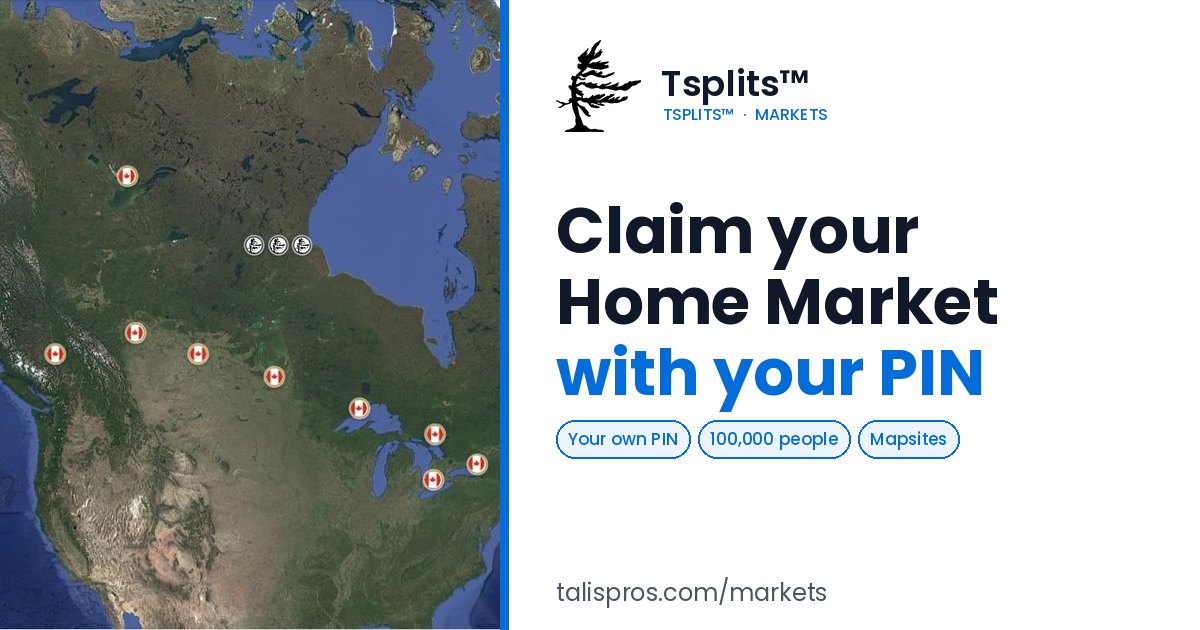 Tsplits™
TSPLITS™ · MARKETS
Claim your
Home Market
with your PIN
Your own PIN
100,000 people
Mapsites
talispros.com/markets